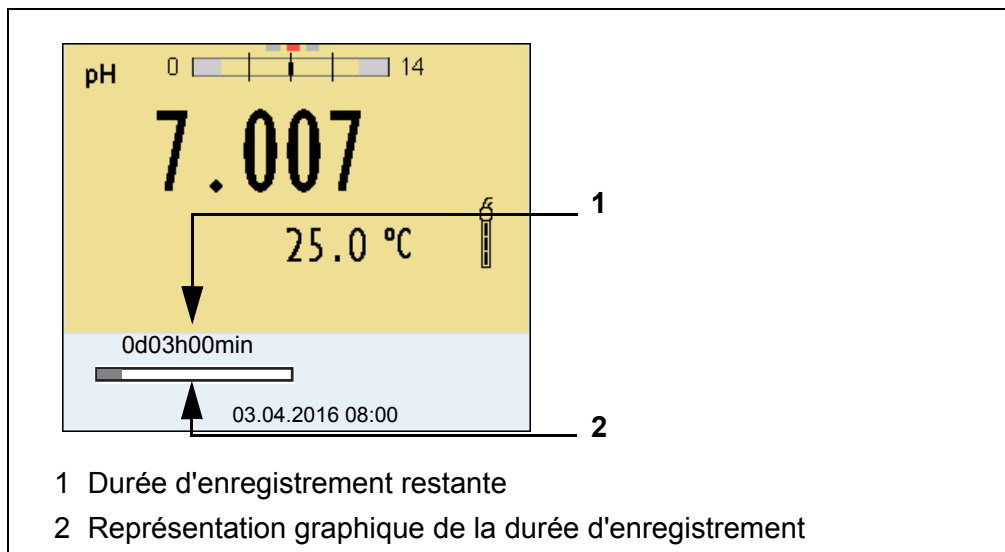 pH 0 14
7.007
1
25.0 °C
0d03h00min
03.04.2016 08:00
2
1 Durée d'enregistrement restante
2 Représentation graphique de la durée d'enregistrement